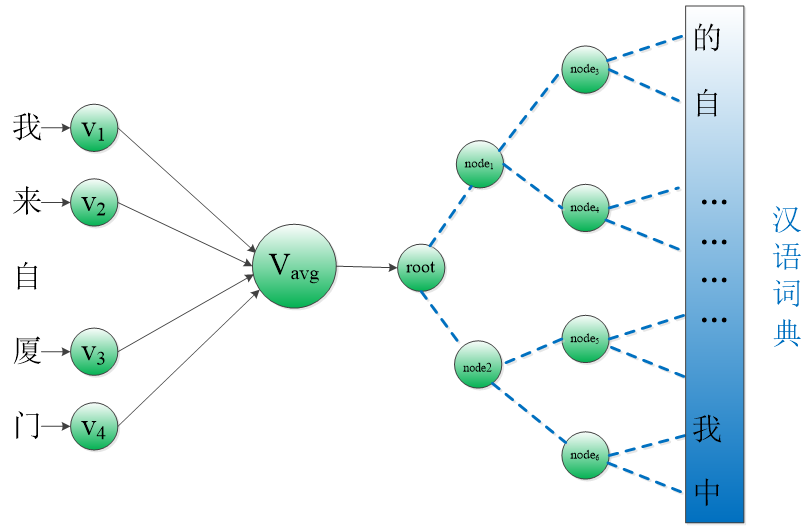 我
v1
来
v2
自
厦
v3
门
v4
Vavg
root
node1
node2
node3
node4
node5
node6
的
自
...
...
...
...
我
中
汉语词典